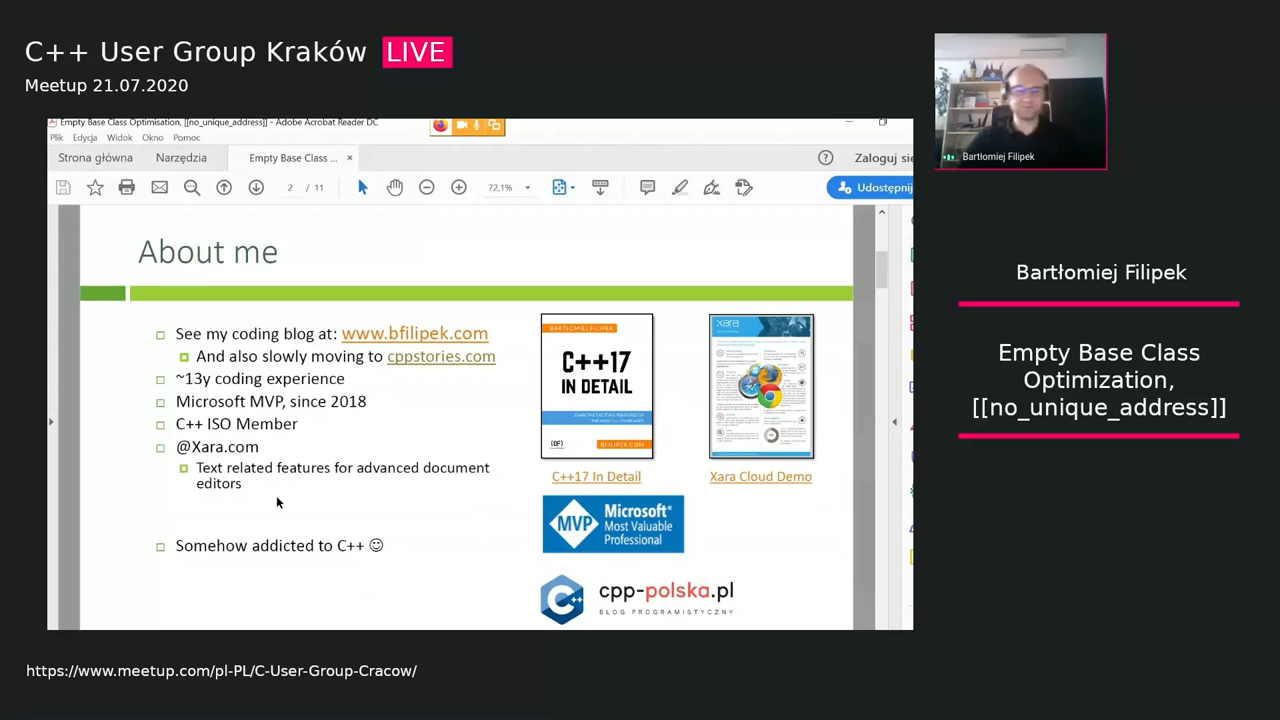 C++ User Group Kraków LIVE
Meetup 21.07.2020
Empty Base Class Optimisation, [[no_unique_address]] - Adobe Acrobat Reader DC
Plik Edycja Widok Okno Pomoc
Strona główna Narzędzia Empty Base Class ... × Zaloguj się
2 / 11 72,1% Udostępnij
About me
See my coding blog at: www.bfilipek.com
And also slowly moving to cppstories.com
~13y coding experience
Microsoft MVP since 2018
C++ ISO Member
@Xara.com
Text related features for advanced document
editors
Somehow addicted to C++ ☺
BARTŁOMIEJ FILIPEK
C++17
IN DETAIL
LEARN THE EXCITING FEATURES OF
{BF}
BFILIPEK.COM
C++17 In Detail
xara
Xara Cloud Demo
MVP
Microsoft®
Most Valuable
Professional
C++
cpp-polska.pl
BLOG PROGRAMISTYCZNY
Bartłomiej Filipek
Bartłomiej Filipek
Empty Base Class
Optimization,
[[no_unique_address]]
https://www.meetup.com/pl-PL/C-User-Group-Cracow/